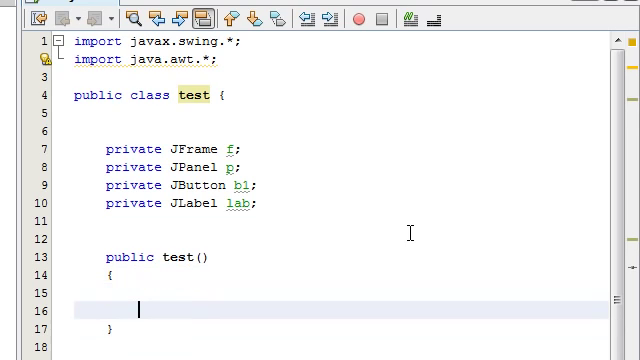 1 import javax.swing.*;
2 import java.awt.*;
3
4 public class test {
5
6
7 private JFrame f;
8 private JPanel p;
9 private JButton b1;
10 private JLabel lab;
11
12
13 public test()
14 {
15
16
17 }
18